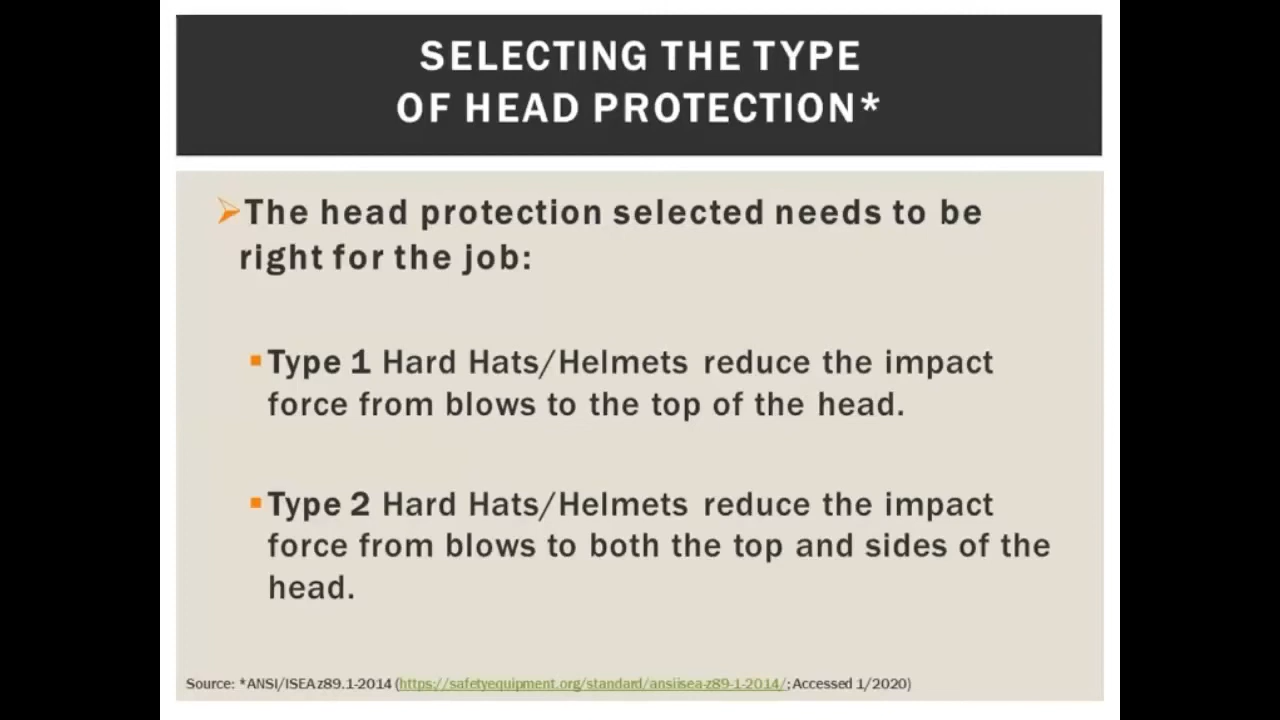 SELECTING THE TYPE
OF HEAD PROTECTION*
The head protection selected needs to be
right for the job:
Type 1 Hard Hats/Helmets reduce the impact
force from blows to the top of the head.
Type 2 Hard Hats/Helmets reduce the impact
force from blows to both the top and sides of the
head.
Source: *ANSI/ISEA z89.1-2014 (https://safetyequipment.org/standard/ansiisea-z89-1-2014/; Accessed 1/2020)